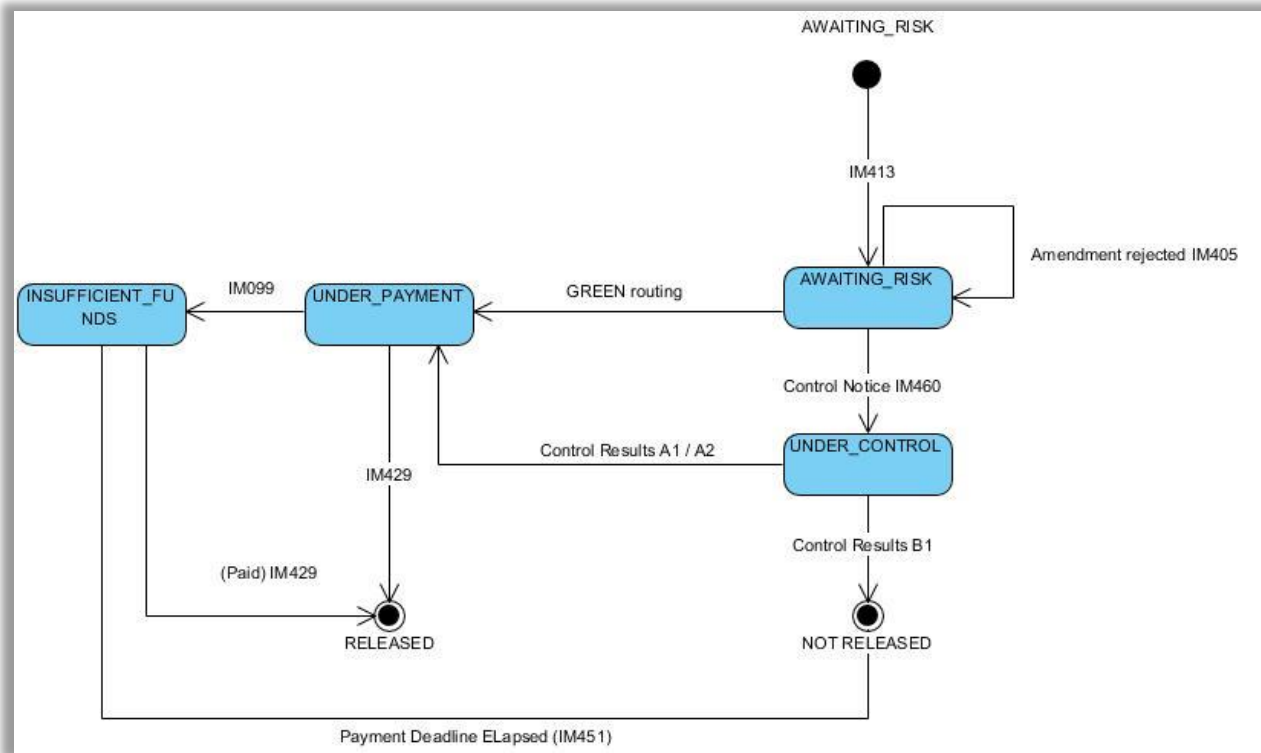 AWAITING_RISK
IM413
Amendment rejected IM405
AWAITING_RISK
GREEN routing
IM099
UNDER_PAYMENT
INSUFFICIENT_FU
NDS
Control Notice IM460
UNDER_CONTROL
Control Results A1 / A2
IM429
Control Results B1
(Paid) IM429
RELEASED
NOT RELEASED
Payment Deadline ELapsed (IM451)